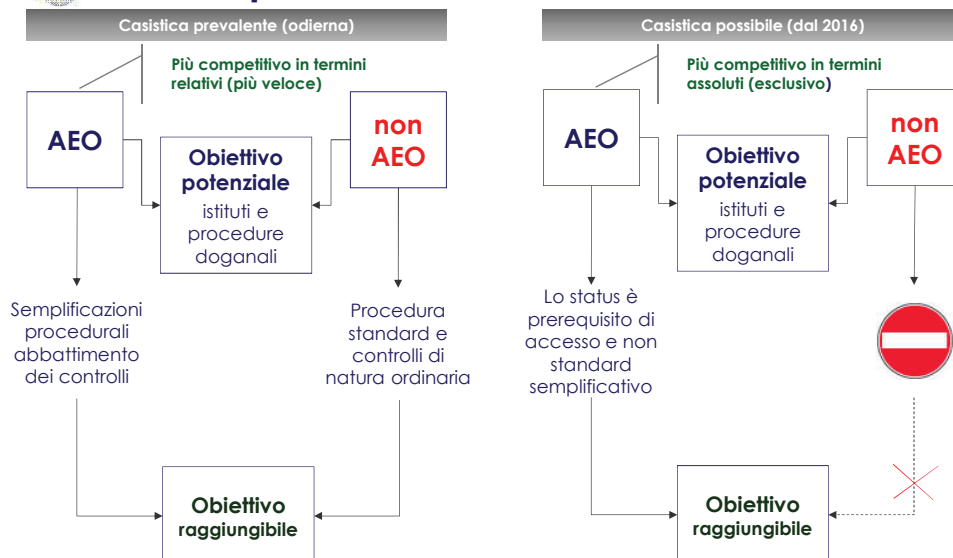 Casistica prevalente (odierna)
Più competitivo in termini
relativi (più veloce)
AEO
non
AEO
Obiettivo
potenziale
istituti e
procedure
doganali
Semplificazioni
procedurali
abbattimento
dei controlli
Procedura
standard e
controlli di
natura ordinaria
Obiettivo
raggiungibile
Casistica possibile (dal 2016)
Più competitivo in termini
assoluti (esclusivo)
AEO
non
AEO
Obiettivo
potenziale
istituti e
procedure
doganali
Lo status è
prerequisito di
accesso e non
standard
semplificativo
Obiettivo
raggiungibile